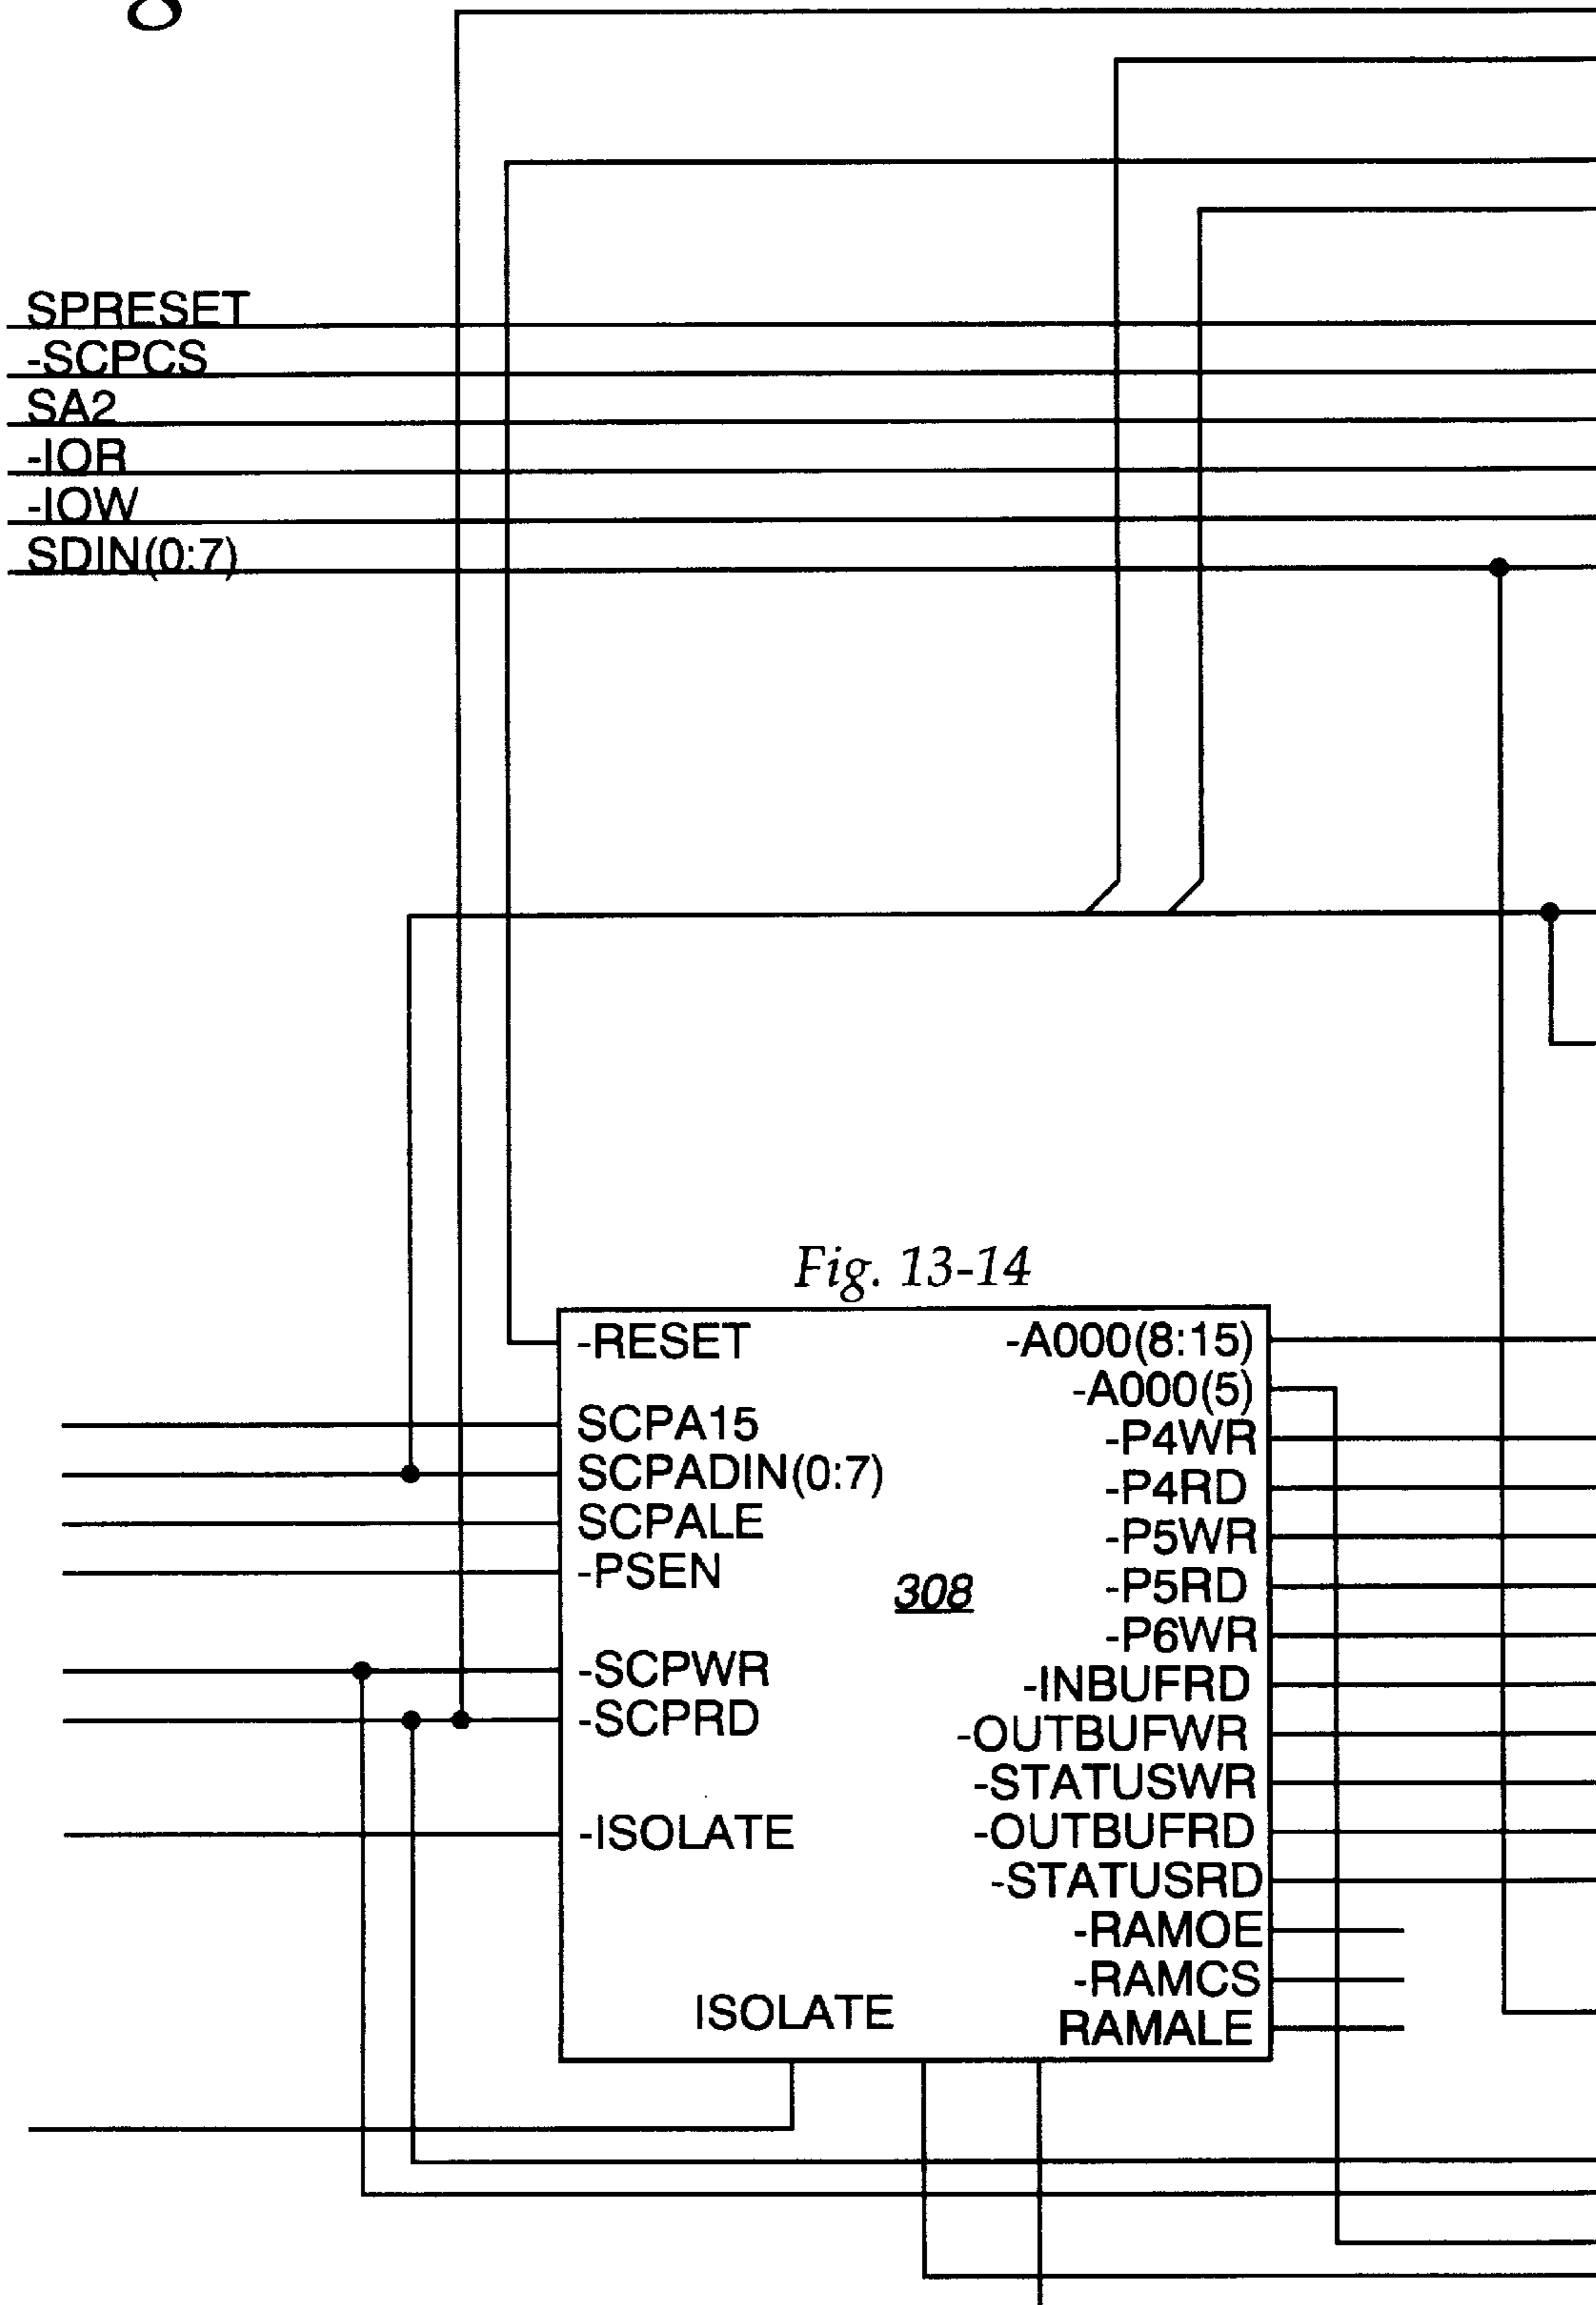 SPRESET
-SCPCS
SA2
-IOR
-IOW
SDIN(0:7)
Fig. 13-14
-RESET
SCPA15
SCPADIN(0:7)
SCPALE
-PSEN
-SCPWR
-SCPRD
-ISOLATE
308
-A000(8:15)
-A000(5)
-P4WR
-P4RD
-P5WR
-P5RD
-P6WR
-INBUFRD
-OUTBUFWR
-STATUSWR
-OUTBUFRD
-STATUSRD
-RAMOE
-RAMCS
RAMALE
ISOLATE